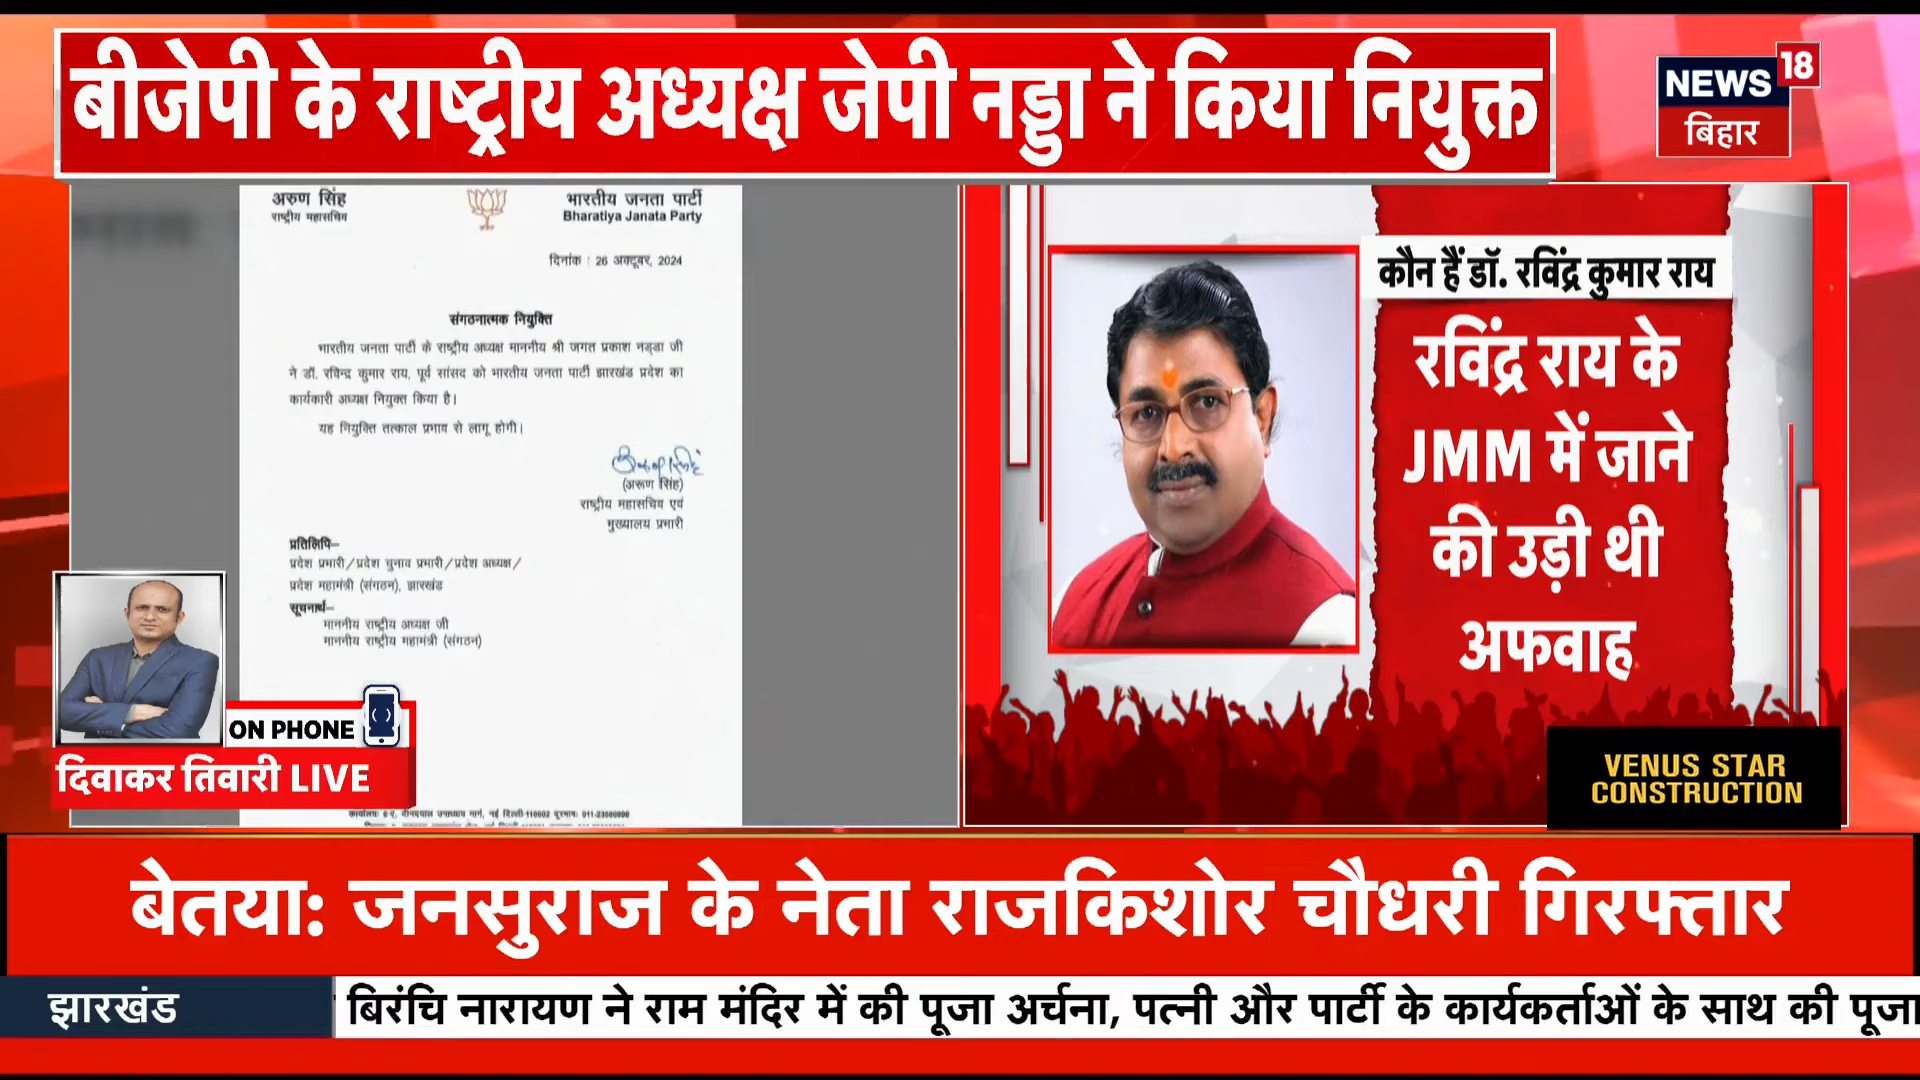 बीजेपी के राष्ट्रीय अध्यक्ष जेपी नड्डा ने किया नियुक्त
NEWS 18
बिहार
अरुण सिंह
राष्ट्रीय महासचिव
भारतीय जनता पार्टी
Bharatiya Janata Party
दिनांक : 26 अक्टूबर, 2024
संगठनात्मक नियुक्ति
भारतीय जनता पार्टी के राष्ट्रीय अध्यक्ष माननीय श्री जगत प्रकाश नड्डा जी
ने डॉ. रविन्द्र कुमार राय, पूर्व सांसद को भारतीय जनता पार्टी झारखंड प्रदेश का
कार्यकारी अध्यक्ष नियुक्त किया है।
यह नियुक्ति तत्काल प्रभाव से लागू होगी।
(अरूण सिंह)
राष्ट्रीय महासचिव एवं
मुख्यालय प्रभारी
प्रतिलिपि–
प्रदेश प्रभारी/प्रदेश चुनाव प्रभारी/प्रदेश अध्यक्ष/
प्रदेश महामंत्री (संगठन), झारखंड
सूचनार्थ–
माननीय राष्ट्रीय अध्यक्ष जी
माननीय राष्ट्रीय महामंत्री (संगठन)
कौन हैं डॉ. रविंद्र कुमार राय
रविंद्र राय के
JMM में जाने
की उड़ी थी
अफवाह
ON PHONE
दिवाकर तिवारी LIVE
VENUS STAR
CONSTRUCTION
बेतया: जनसुराज के नेता राजकिशोर चौधरी गिरफ्तार
झारखंड
बिरंचि नारायण ने राम मंदिर में की पूजा अर्चना, पत्नी और पार्टी के कार्यकर्ताओं के साथ की पूजा